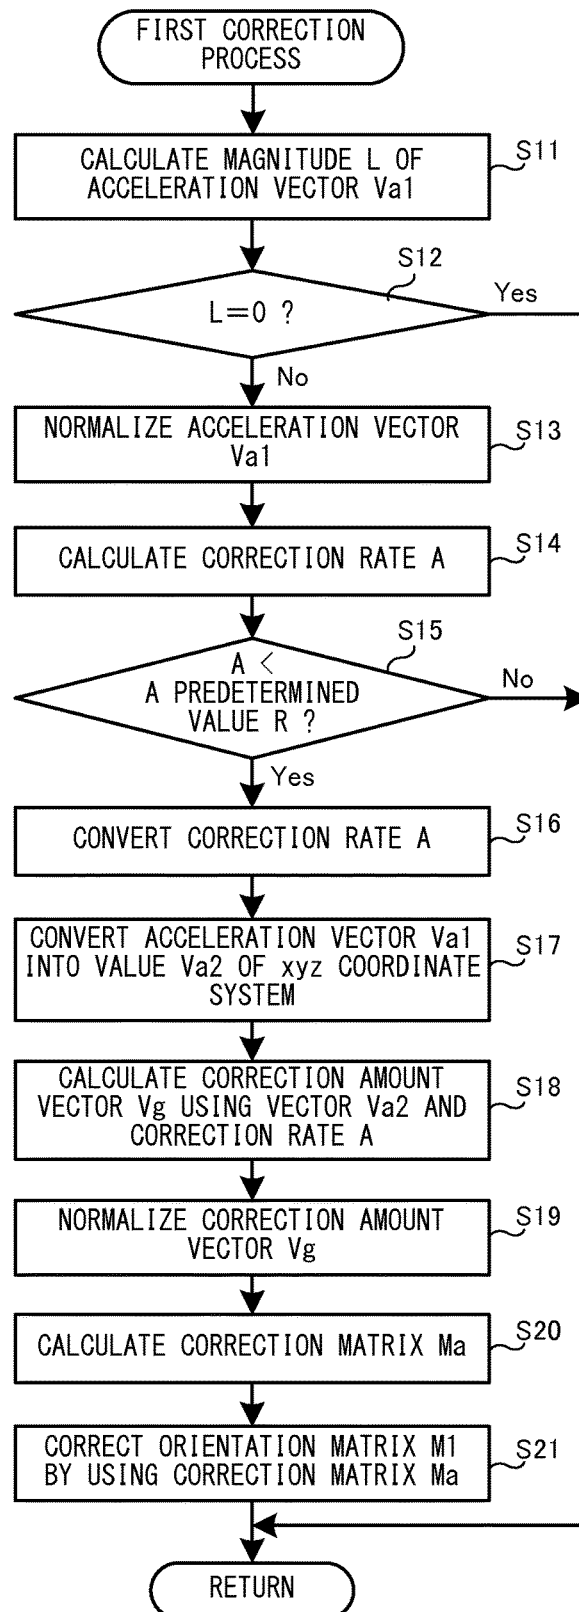 FIRST CORRECTION
PROCESS
CALCULATE MAGNITUDE L OF
ACCELERATION VECTOR Va1
S11
S12
L=0 ?
Yes
No
NORMALIZE ACCELERATION VECTOR
Va1
S13
CALCULATE CORRECTION RATE A
S14
S15
A <
A PREDETERMINED
VALUE R ?
No
Yes
CONVERT CORRECTION RATE A
S16
CONVERT ACCELERATION VECTOR Va1
INTO VALUE Va2 OF xyz COORDINATE
SYSTEM
S17
CALCULATE CORRECTION AMOUNT
VECTOR Vg USING VECTOR Va2 AND
CORRECTION RATE A
S18
NORMALIZE CORRECTION AMOUNT
VECTOR Vg
S19
CALCULATE CORRECTION MATRIX Ma
S20
CORRECT ORIENTATION MATRIX M1
BY USING CORRECTION MATRIX Ma
S21
RETURN